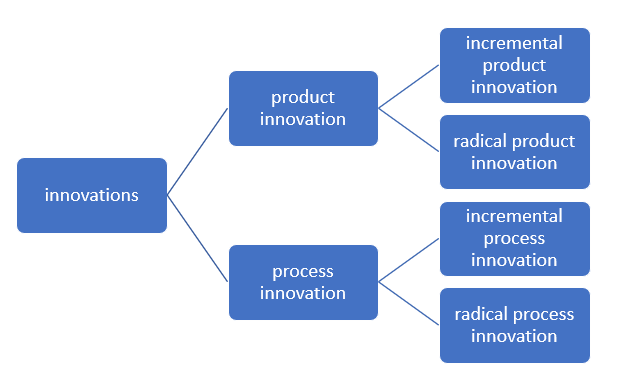 innovations
product
innovation
process
innovation
incremental
product
innovation
radical product
innovation
incremental
process
innovation
radical process
innovation